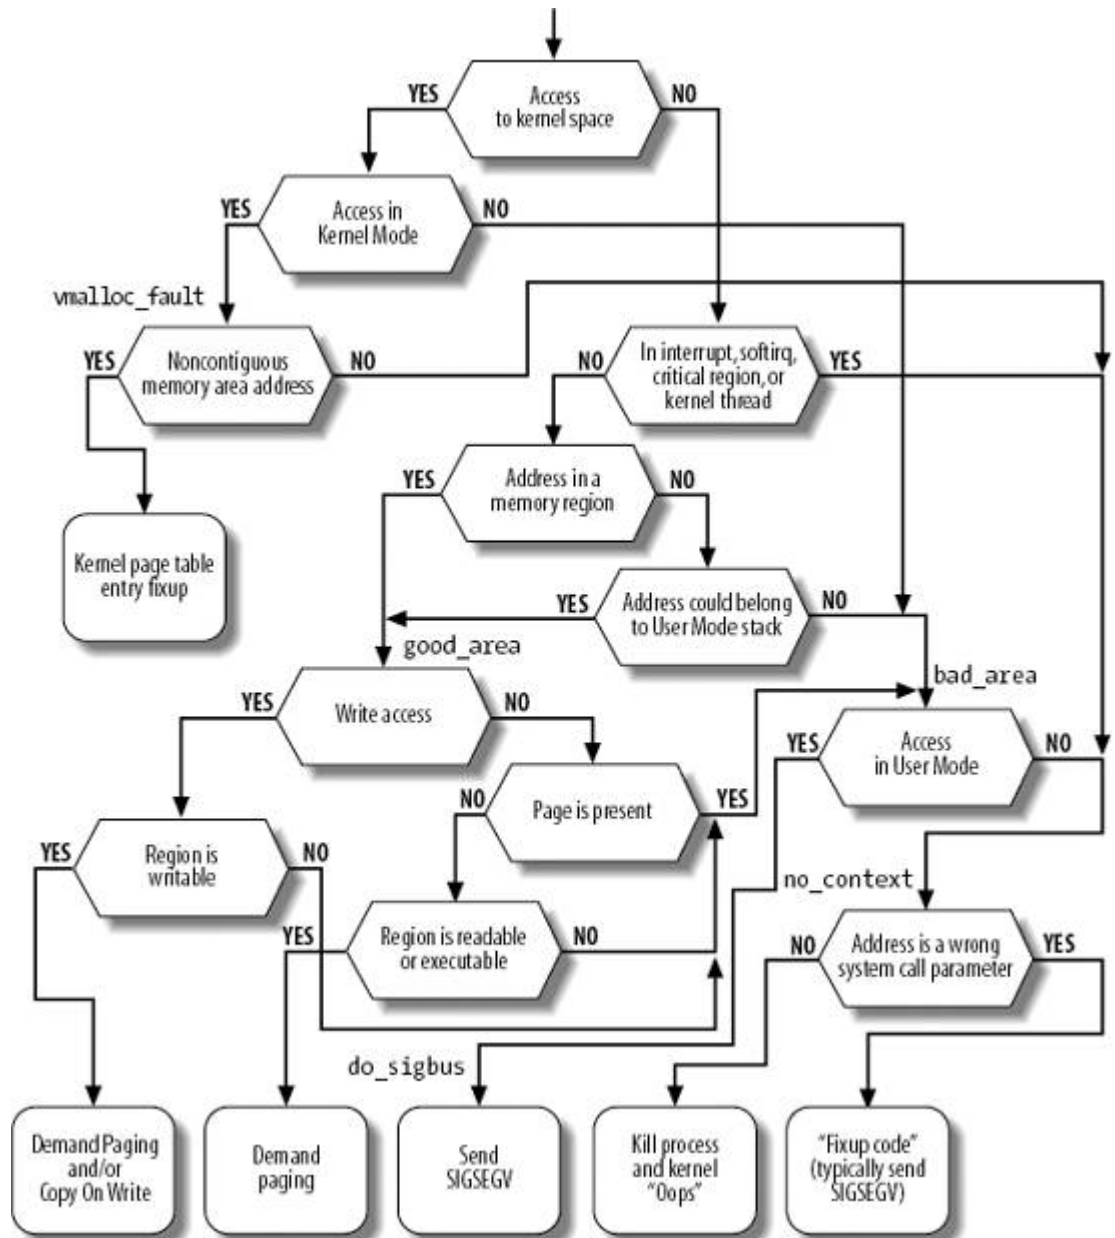 Access
to kernel space
YES
NO
Access in
Kernel Mode
YES
NO
vmalloc_fault
Noncontiguous
memory area address
YES
NO
In interrupt, softirq,
critical region, or
kernel thread
NO
YES
Address in a
memory region
YES
NO
Kernel page table
entry fixup
Address could belong
to User Mode stack
YES
NO
good_area
bad_area
Write access
YES
NO
Access
in User Mode
YES
NO
Page is present
NO
YES
Region is
writable
YES
NO
no_context
Region is readable
or executable
YES
NO
Address is a wrong
system call parameter
NO
YES
do_sigbus
Demand Paging
and/or
Copy On Write
Demand
paging
Send
SIGSEGV
Kill process
and kernel
“Oops”
“Fixup code”
(typically send
SIGSEGV)